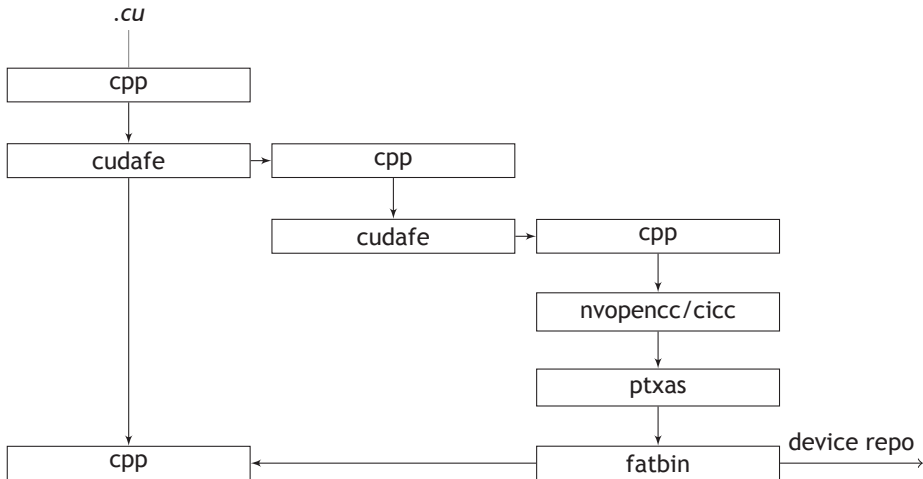 .cu
cpp
cudafe
cpp
cudafe
cpp
nvopencc/cicc
ptxas
device repo
cpp
fatbin